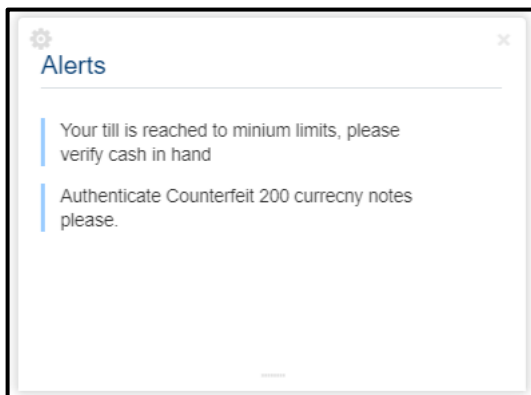 Alerts
Your till is reached to minium limits, please
verify cash in hand
Authenticate Counterfeit 200 currecny notes
please.